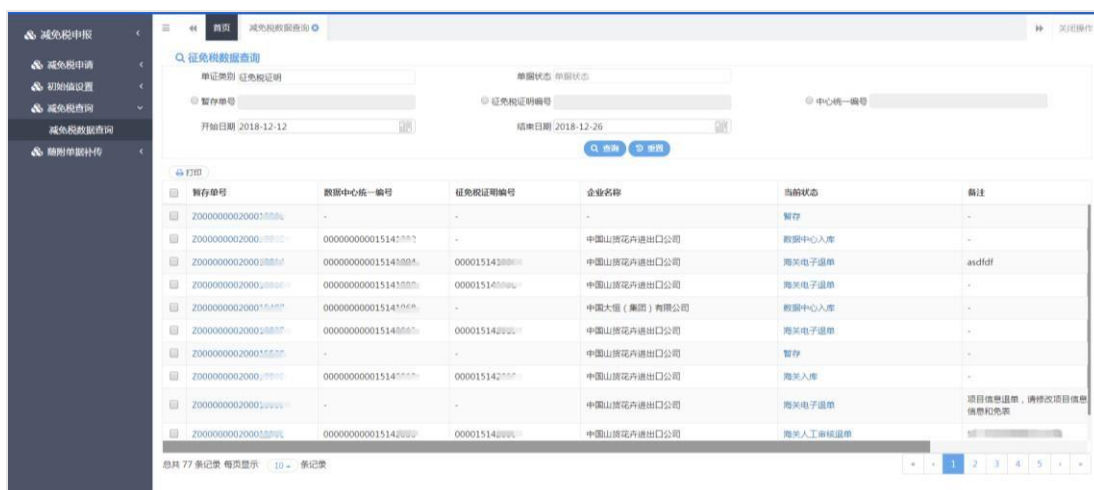 减免税申报
减免税申请
初始值设置
减免税查询
减免税数据查询
随附单据补传
首页 减免税数据查询 关闭操作
征免税数据查询
单证类别 征免税证明 单据状态 单据状态
暂存单号 征免税证明编号 中心统一编号
开始日期 2018-12-12 结束日期 2018-12-26
查询 重置
打印
暂存单号 数据中心统一编号 征免税证明编号 企业名称 当前状态 备注
- - - 暂存 -
- 中国山货花卉进出口公司 数据中心入库 -
中国山货花卉进出口公司 海关电子退单 asdfdf
中国山货花卉进出口公司 海关电子退单 -
- 中国大恒（集团）有限公司 数据中心入库 -
中国山货花卉进出口公司 海关电子退单 -
- - 中国山货花卉进出口公司 暂存 -
中国山货花卉进出口公司 海关入库 -
- - 中国山货花卉进出口公司 海关电子退单 项目信息退单，请修改项目信息
信息和免表
中国山货花卉进出口公司 海关人工审核退单
总共 77 条记录 每页显示 10 条记录
1 2 3 4 5